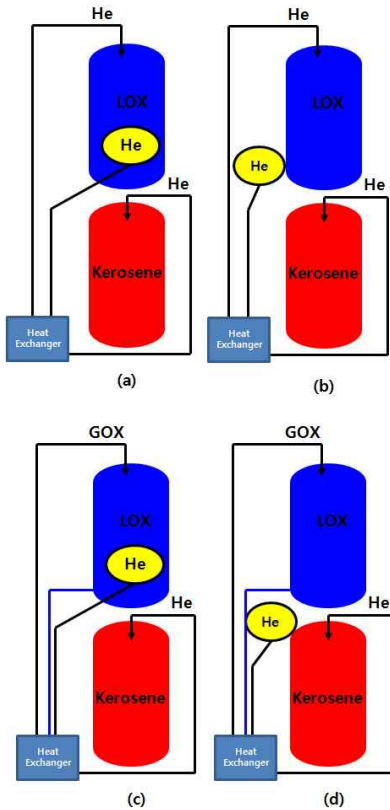 He
LOX
He
He
Kerosene
Heat
Exchanger
(a)
He
LOX
He
He
Kerosene
Heat
Exchanger
(b)
GOX
LOX
He
He
Kerosene
Heat
Exchanger
(c)
GOX
LOX
He
He
Kerosene
Heat
Exchanger
(d)